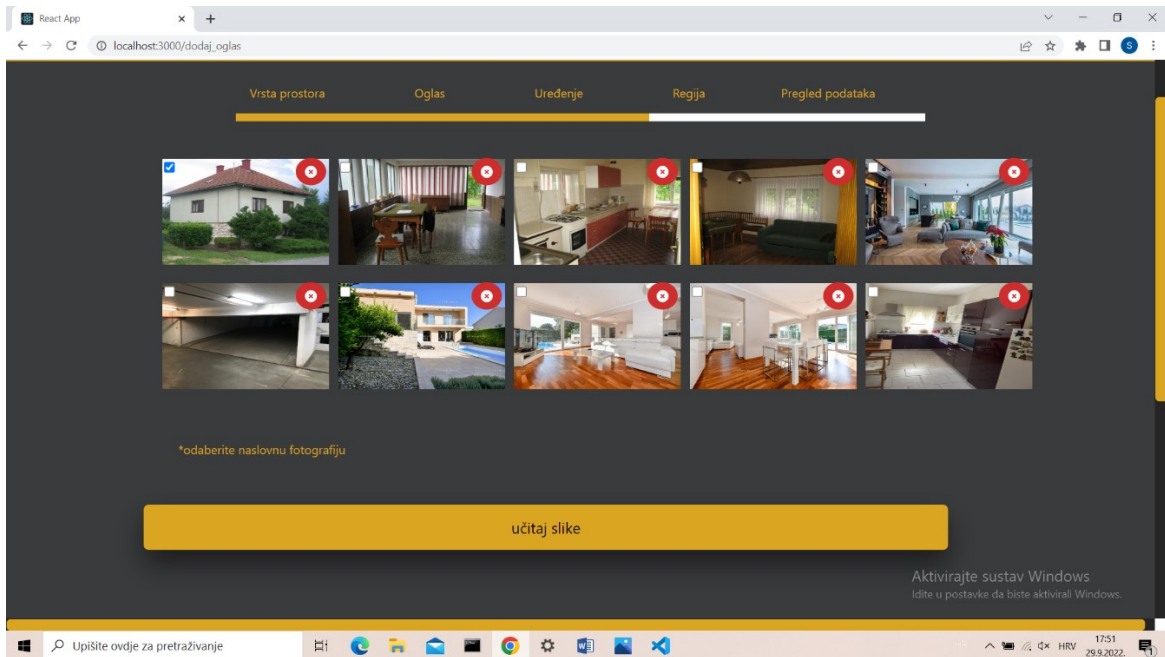 React App
localhost:3000/dodaj_oglas
S
Vrsta prostora
Oglas
Uređenje
Regija
Pregled podataka
*odaberite naslovnu fotografiju
učitaj slike
Aktivirajte sustav Windows
Idite u postavke da biste aktivirali Windows.
Upišite ovdje za pretraživanje
HRV
17:51
29.9.2022.